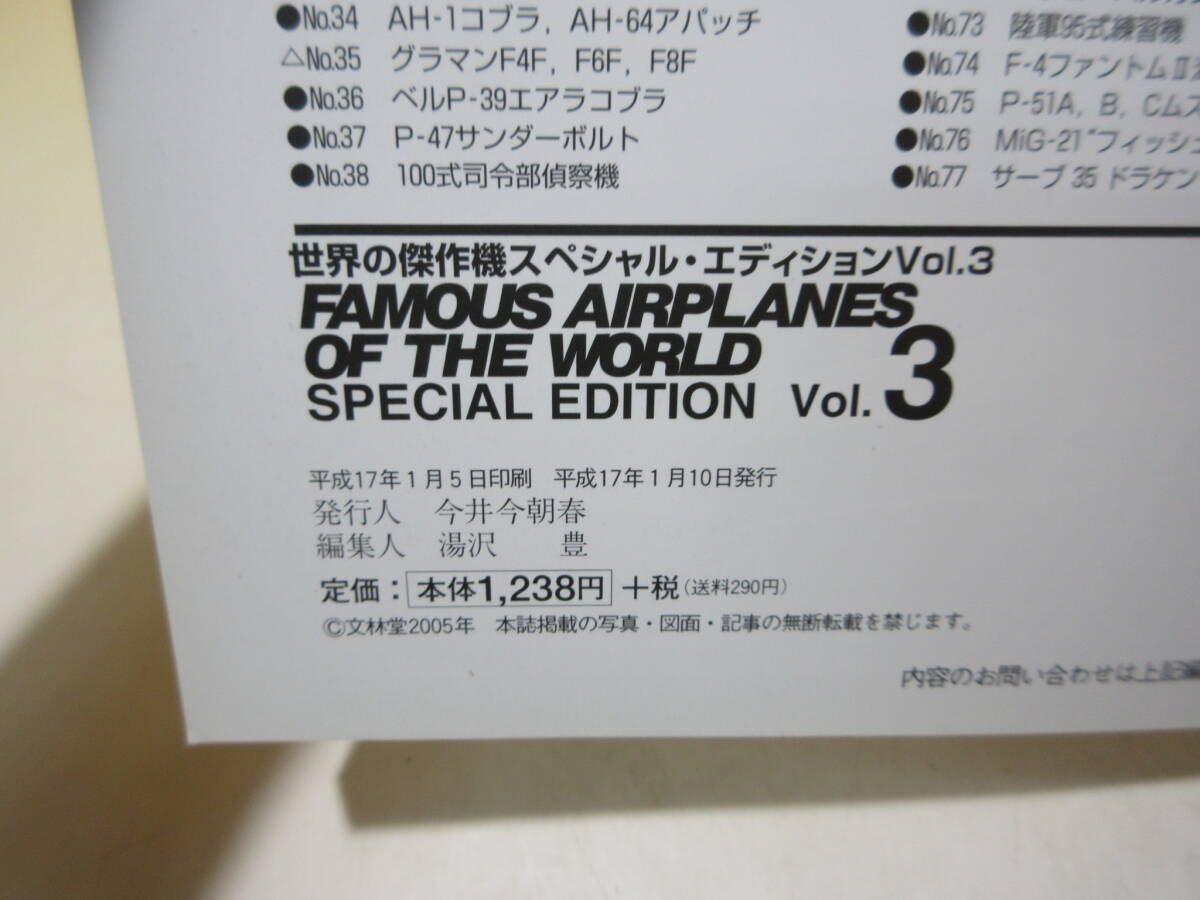 ●No.34 AH-1コブラ, AH-64アパッチ
△No.35 グラマンF4F, F6F, F8F
●No.36 ベルP-39エアラコブラ
●No.37 P-47サンダーボルト
●No.38 100式司令部偵察機
●No.73 陸軍95式練習機
●No.74 F-4ファントムⅡ
●No.75 P-51A, B, Cムス
●No.76 MiG-21"フィッシュ
●No.77 サーブ 35 ドラケン
世界の傑作機スペシャル・エディションVol.3
FAMOUS AIRPLANES
OF THE WORLD
SPECIAL EDITION Vol. 3
平成17年1月5日印刷 平成17年1月10日発行
発行人 今井今朝春
編集人 湯沢 豊
定価：本体1,238円+税(送料290円)
©文林堂2005年 本誌掲載の写真・図面・記事の無断転載を禁じます。
内容のお問い合わせは上記編